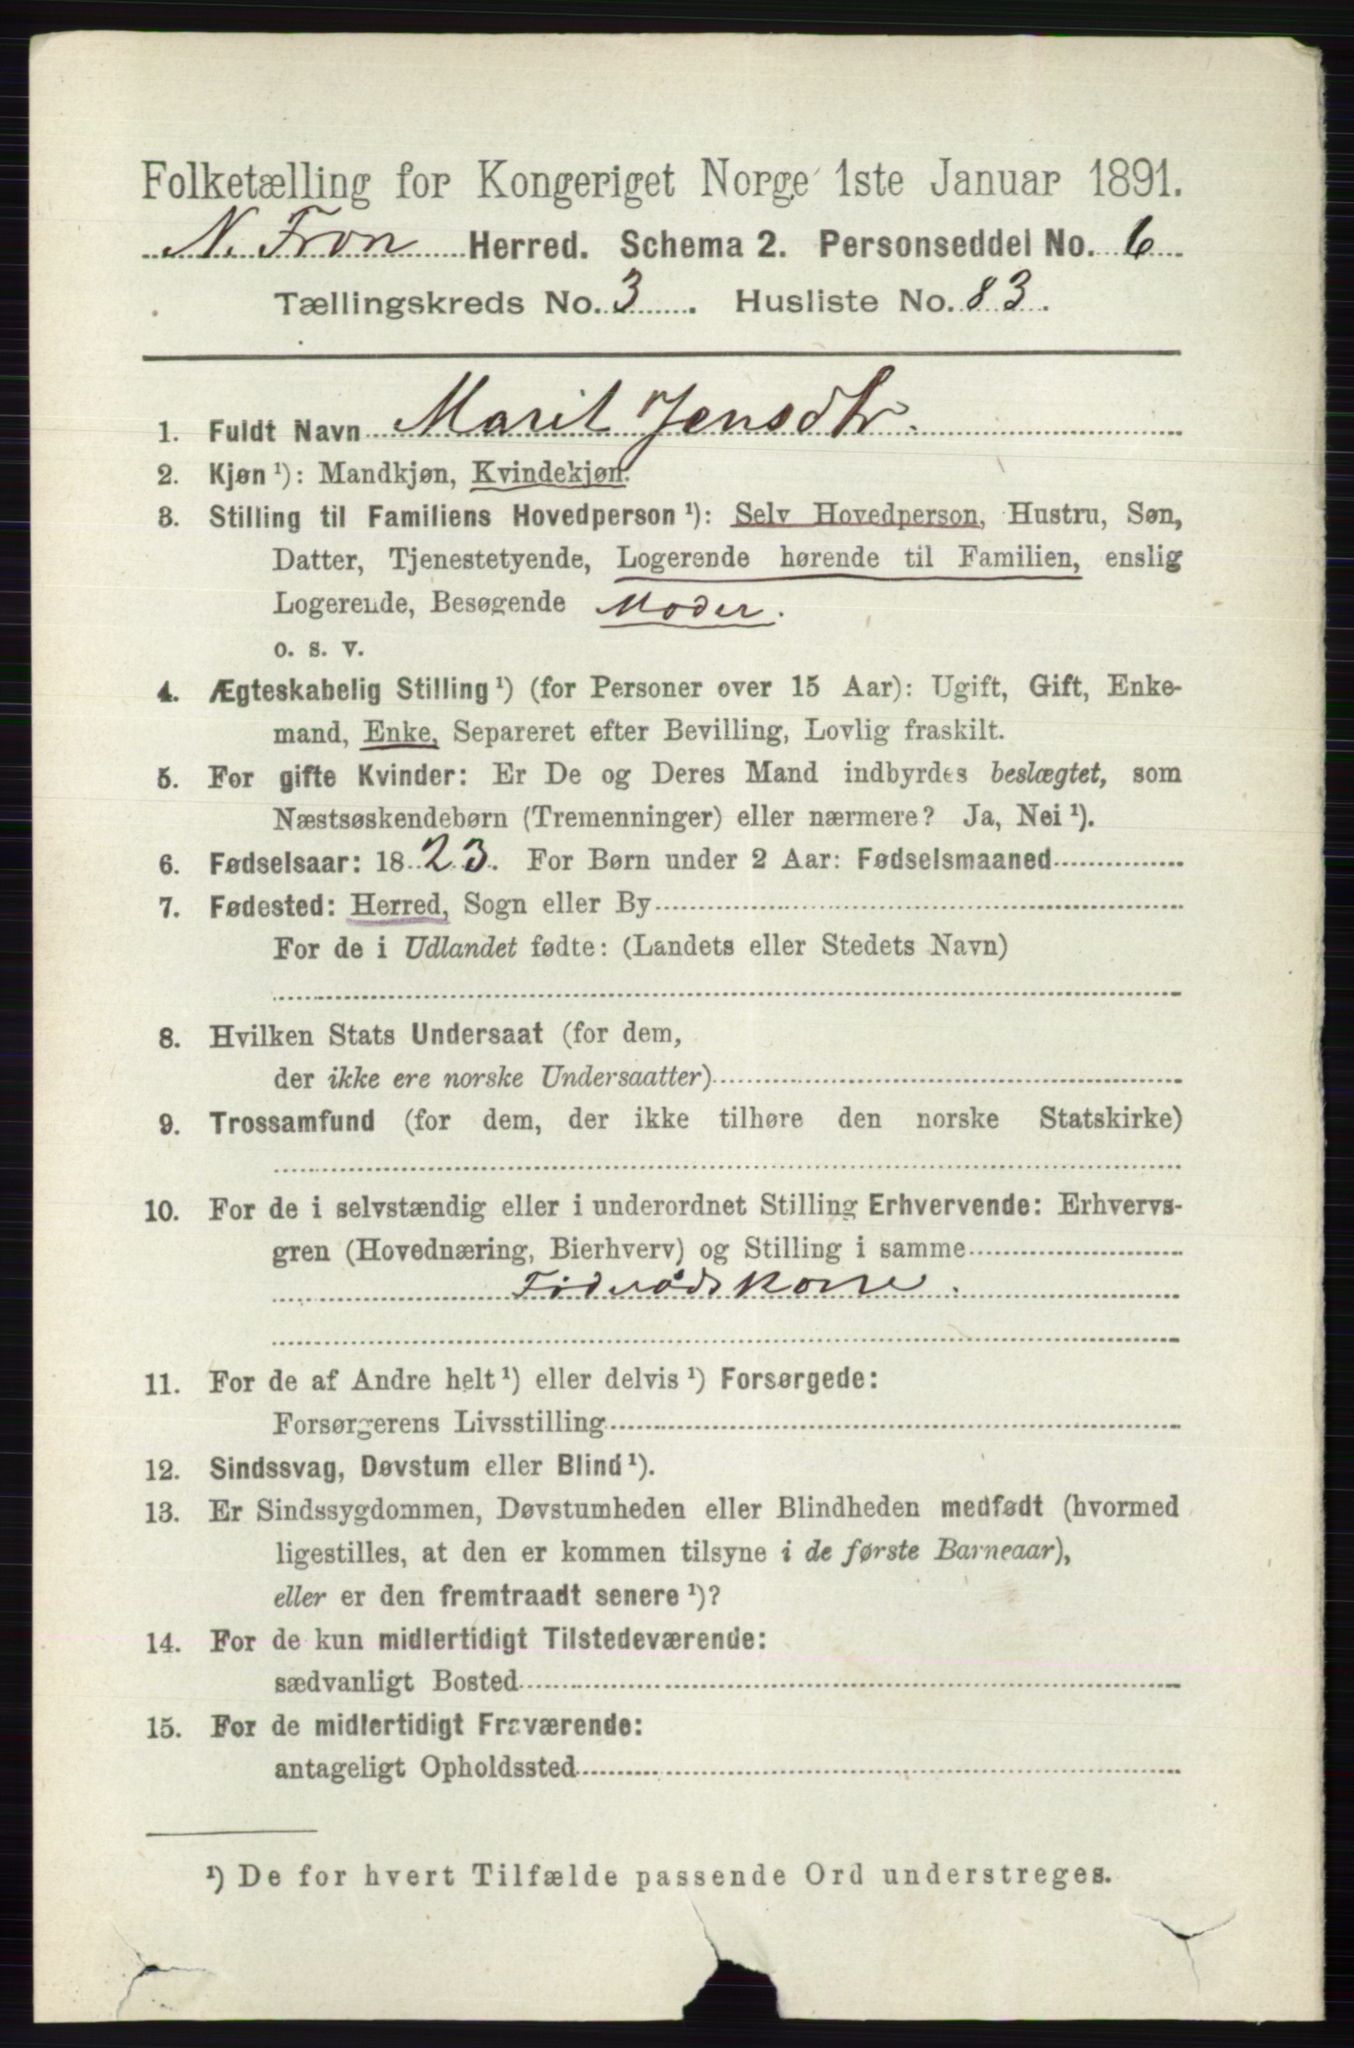 Folketælling for Kongeriget Norge 1ste Januar 1891.
N. Fron Herred. Schema 2. Personseddel No. 6
Tællingskreds No. 3. Husliste No. 83.
1. Fuldt Navn Marit Jensdtr.
2. Kjøn ¹): Mandkjøn, Kvindekjøn.
3. Stilling til Familiens Hovedperson ¹): Selv Hovedperson, Hustru, Søn,
Datter, Tjenestetyende, Logerende hørende til Familien, enslig
Logerende, Besøgende Moder.
o. s. v.
4. Ægteskabelig Stilling ¹) (for Personer over 15 Aar): Ugift, Gift, Enke-
mand, Enke, Separeret efter Bevilling, Lovlig fraskilt.
5. For gifte Kvinder: Er De og Deres Mand indbyrdes beslægtet, som
Næstsøskendebørn (Tremenninger) eller nærmere? Ja, Nei ¹).
6. Fødselsaar: 1823. For Børn under 2 Aar: Fødselsmaaned
7. Fødested: Herred, Sogn eller By
For de i Udlandet fødte: (Landets eller Stedets Navn)
8. Hvilken Stats Undersaat (for dem,
der ikke ere norske Undersaatter)
9. Trossamfund (for dem, der ikke tilhøre den norske Statskirke)
10. For de i selvstændig eller i underordnet Stilling Erhvervende: Erhvervs-
gren (Hovednæring, Bierhverv) og Stilling i samme
Føderådskone.
11. For de af Andre helt ¹) eller delvis ¹) Forsørgede:
Forsørgerens Livsstilling
12. Sindssvag, Døvstum eller Blind ¹).
13. Er Sindssygdommen, Døvstumheden eller Blindheden medfødt (hvormed
ligestilles, at den er kommen tilsyne i de første Barneaar),
eller er den fremtraadt senere ¹)?
14. For de kun midlertidigt Tilstedeværende:
sædvanligt Bosted
15. For de midlertidigt Fraværende:
antageligt Opholdssted
¹) De for hvert Tilfælde passende Ord understreges.